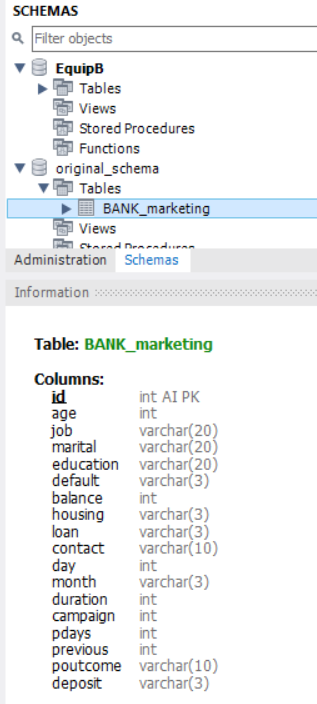 SCHEMAS
Filter objects
EquipB
Tables
Views
Stored Procedures
Functions
original_schema
Tables
BANK_marketing
Views
Stored Procedures
Administration Schemas
Information
Table: BANK_marketing
Columns:
id int AI PK
age int
job varchar(20)
marital varchar(20)
education varchar(20)
default varchar(3)
balance int
housing varchar(3)
loan varchar(3)
contact varchar(10)
day int
month varchar(3)
duration int
campaign int
pdays int
previous int
poutcome varchar(10)
deposit varchar(3)